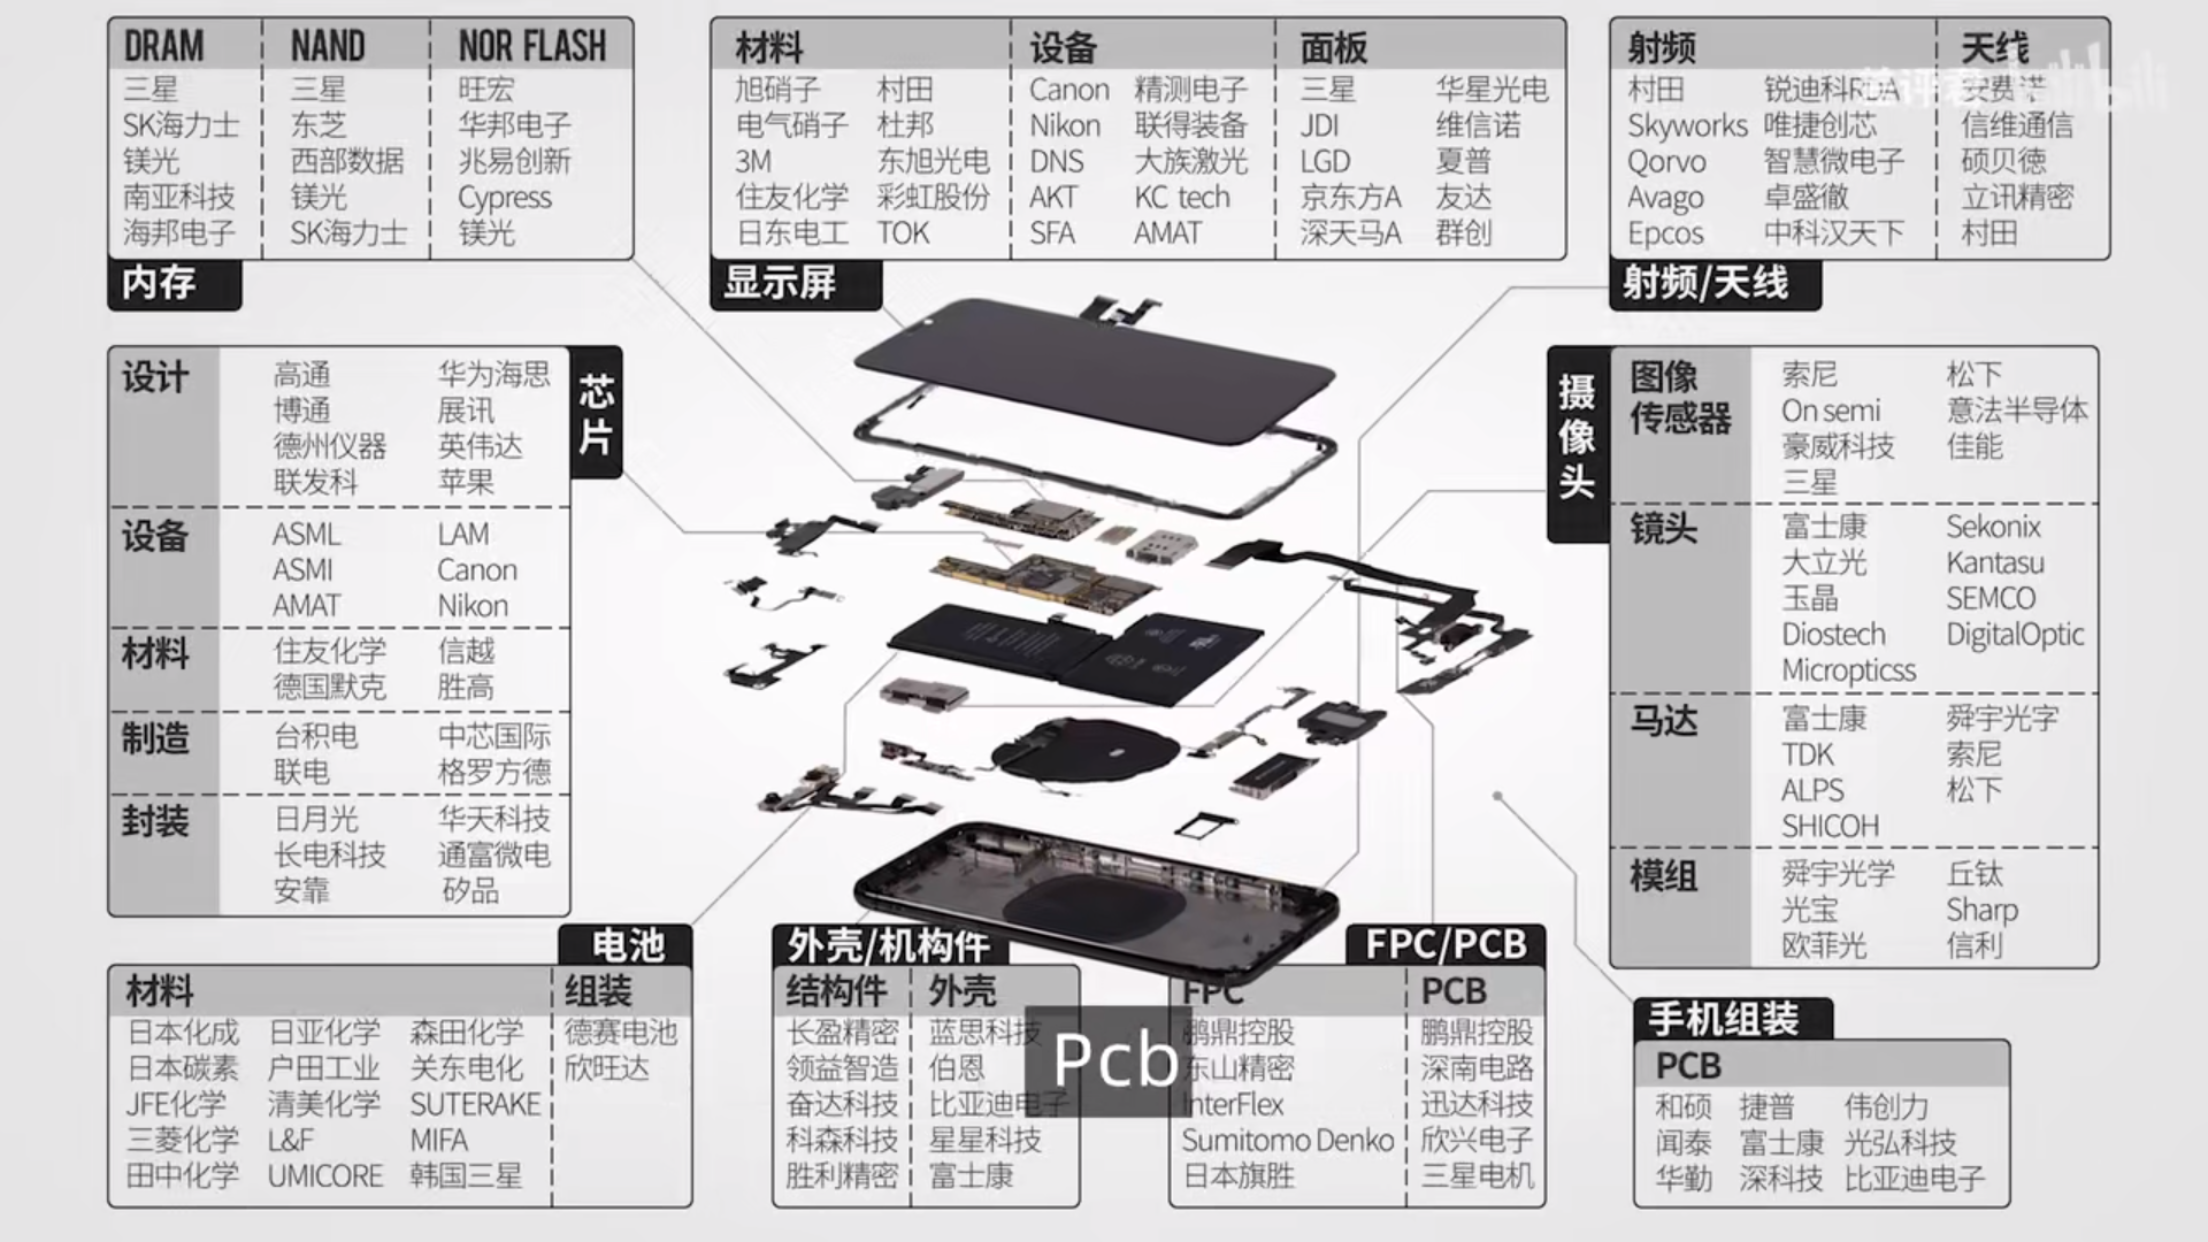 DRAM NAND NOR FLASH
三星 三星 旺宏
SK海力士 东芝 华邦电子
镁光 西部数据 兆易创新
南亚科技 镁光 Cypress
海邦电子 SK海力士 镁光
内存
材料 设备 面板
旭硝子 村田 Canon 精测电子 三星 华星光电
电气硝子 杜邦 Nikon 联得装备 JDI 维信诺
3M 东旭光电 DNS 大族激光 LGD 夏普
住友化学 彩虹股份 AKT KC tech 京东方A 友达
日东电工 TOK SFA AMAT 深天马A 群创
显示屏
射频 天线
村田 锐迪科RDA 安费诺
Skyworks 唯捷创芯 信维通信
Qorvo 智慧微电子 硕贝徳
Avago 卓盛徹 立讯精密
Epcos 中科汉天下 村田
射频/天线
芯片
设计 高通 华为海思
博通 展讯
德州仪器 英伟达
联发科 苹果
设备 ASML LAM
ASMI Canon
AMAT Nikon
材料 住友化学 信越
德国默克 胜高
制造 台积电 中芯国际
联电 格罗方德
封装 日月光 华天科技
长电科技 通富微电
安靠 矽品
摄像头
图像 索尼 松下
传感器 On semi 意法半导体
豪威科技 佳能
三星
镜头 富士康 Sekonix
大立光 Kantasu
玉晶 SEMCO
Diostech DigitalOptic
Micropticss
马达 富士康 舜宇光字
TDK 索尼
ALPS 松下
SHICOH
模组 舜宇光学 丘钛
光宝 Sharp
欧菲光 信利
电池
材料 组装
日本化成 日亚化学 森田化学 德赛电池
日本碳素 户田工业 关东电化 欣旺达
JFE化学 清美化学 SUTERAKE
三菱化学 L&F MIFA
田中化学 UMICORE 韩国三星
外壳/机构件
结构件 外壳
长盈精密 蓝思科技
领益智造 伯恩
奋达科技 比亚迪电子
科森科技 星星科技
胜利精密 富士康
FPC/PCB
FPC PCB
鹏鼎控股 鹏鼎控股
东山精密 深南电路
InterFlex 迅达科技
Sumitomo Denko 欣兴电子
日本旗胜 三星电机
Pcb
手机组装
PCB
和硕 捷普 伟创力
闻泰 富士康 光弘科技
华勤 深科技 比亚迪电子